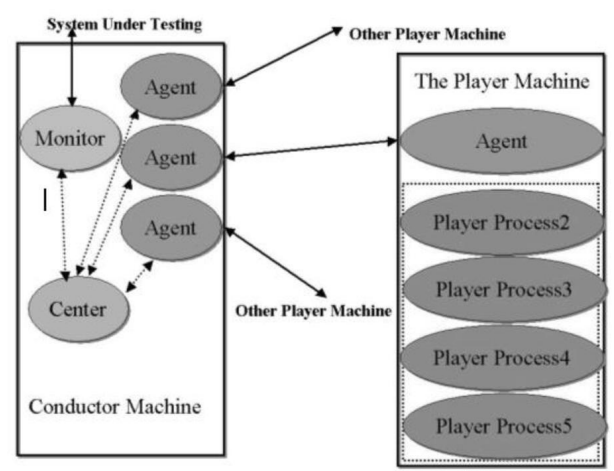 System Under Testing
Other Player Machine
The Player Machine
Agent
Monitor
Agent
Agent
Agent
Center
Other Player Machine
Conductor Machine
Player Process2
Player Process3
Player Process4
Player Process5